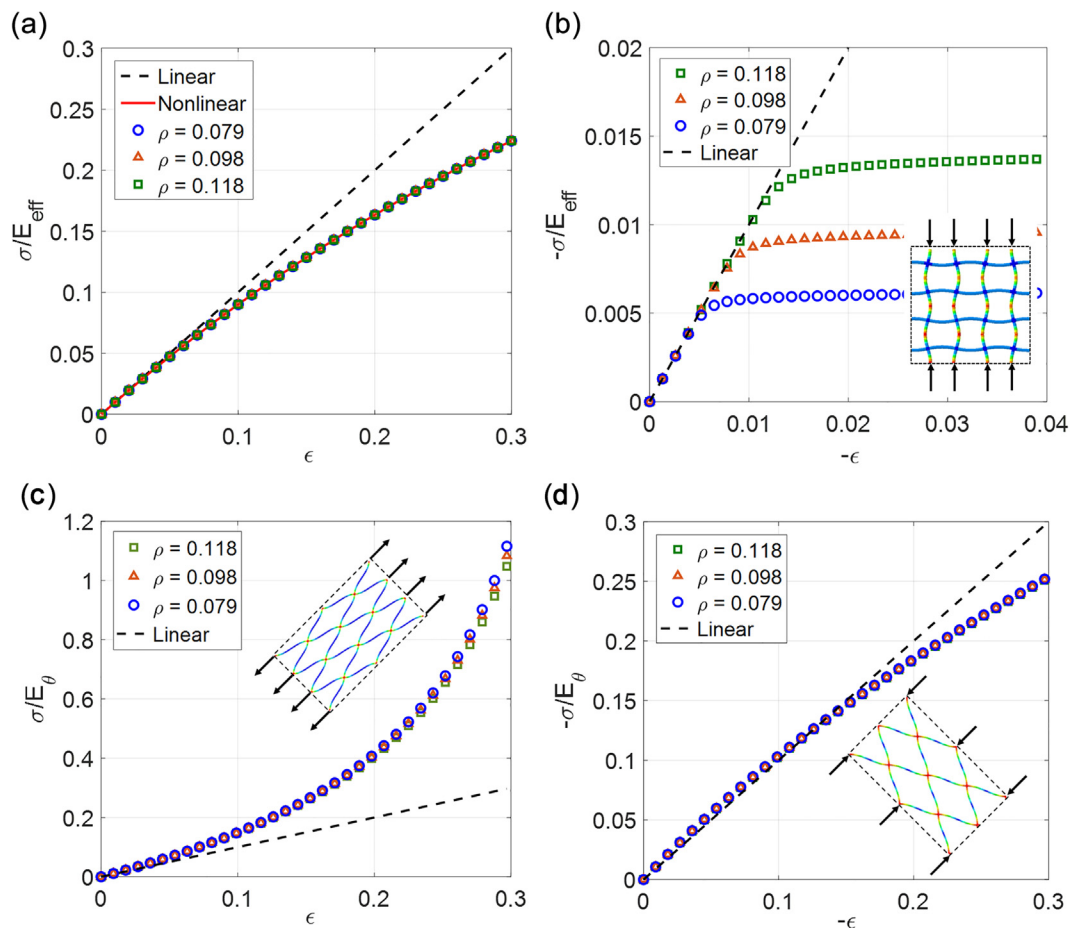 (a)
0.3
0.25
0.2
0.15
0.1
0.05
0
σ/E_eff
Linear
Nonlinear
ρ = 0.079
ρ = 0.098
ρ = 0.118
0 0.1 0.2 0.3
ϵ
(b)
0.02
0.015
0.01
0.005
0
-σ/E_eff
ρ = 0.118
ρ = 0.098
ρ = 0.079
Linear
0 0.01 0.02 0.03 0.04
-ϵ
(c)
1.2
1
0.8
0.6
0.4
0.2
0
σ/E_θ
ρ = 0.118
ρ = 0.098
ρ = 0.079
Linear
0 0.1 0.2 0.3
ϵ
(d)
0.3
0.25
0.2
0.15
0.1
0.05
0
-σ/E_θ
ρ = 0.118
ρ = 0.098
ρ = 0.079
Linear
0 0.1 0.2 0.3
-ϵ